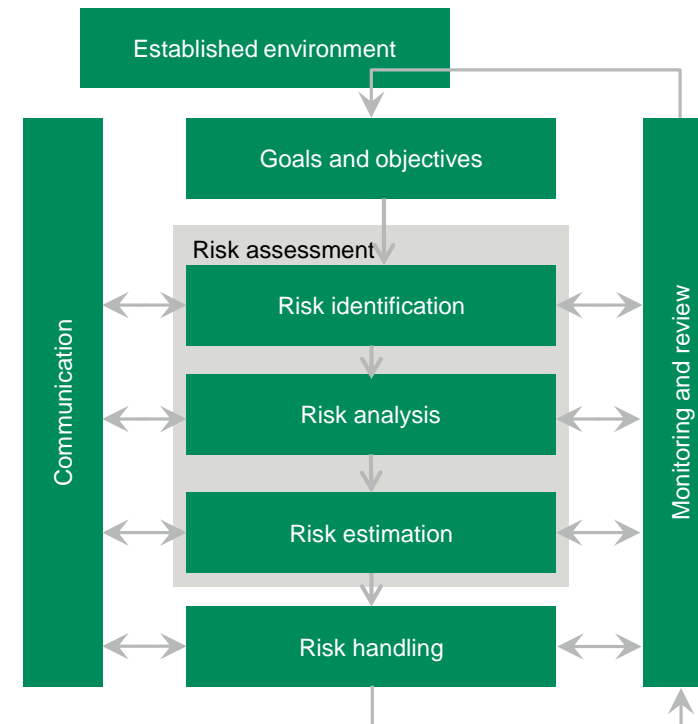 Established environment
Goals and objectives
Risk assessment
Risk identification
Risk analysis
Risk estimation
Risk handling
Communication
Monitoring and review